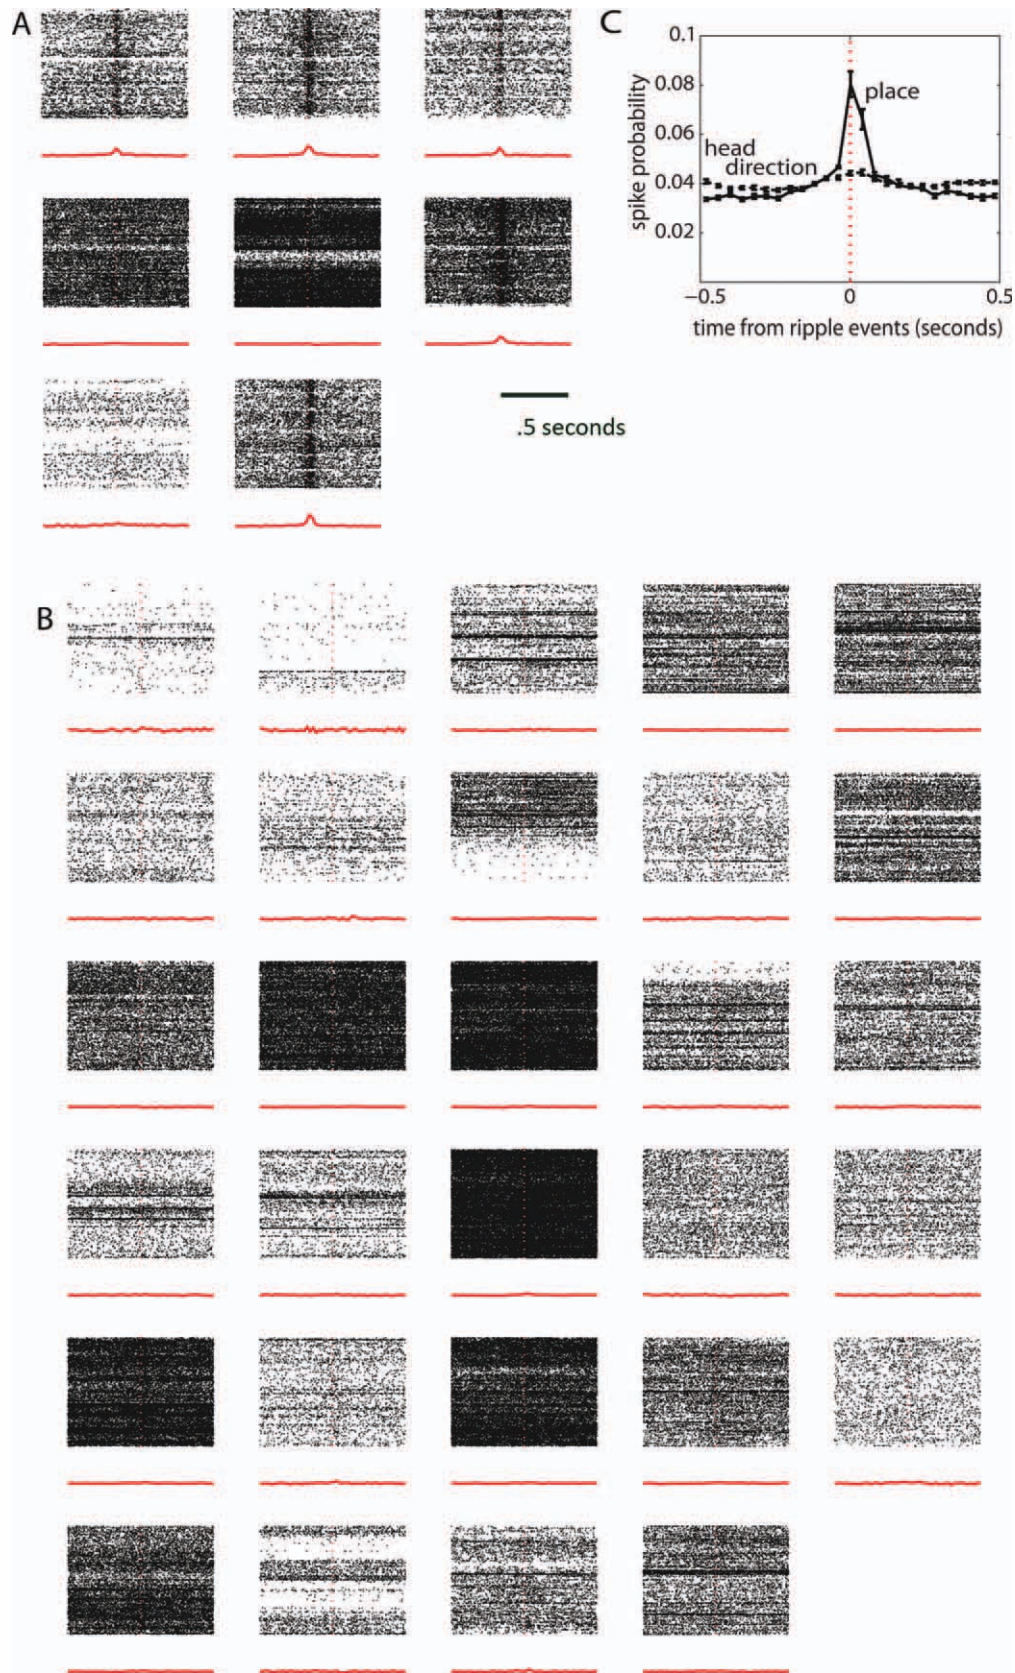 A
C
0.1
0.08
0.06
0.04
0.02
spike probability
place
head
direction
−0.5
0
0.5
time from ripple events (seconds)
.5 seconds
B